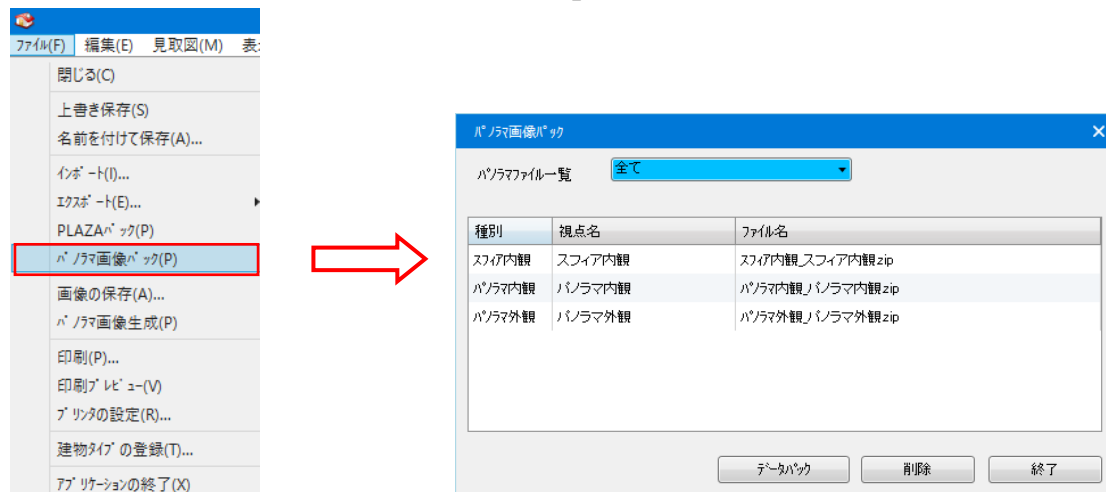 ﾌｧｲﾙ(F) 編集(E) 見取図(M) 表
閉じる(C)
上書き保存(S)
名前を付けて保存(A)...
ｲﾝﾎﾟｰﾄ(I)...
ｴｸｽﾎﾟｰﾄ(E)...
PLAZAﾊﾟｯｸ(P)
ﾊﾟﾉﾗﾏ画像ﾊﾟｯｸ(P)
画像の保存(A)...
ﾊﾟﾉﾗﾏ画像生成(P)
印刷(P)...
印刷ﾌﾟﾚﾋﾞｭｰ(V)
ﾌﾟﾘﾝﾀの設定(R)...
建物ﾀｲﾌﾟの登録(T)...
ｱﾌﾟﾘｹｰｼｮﾝの終了(X)
ﾊﾟﾉﾗﾏ画像ﾊﾟｯｸ
ﾊﾟﾉﾗﾏﾌｧｲﾙ一覧 全て
種別 視点名 ﾌｧｲﾙ名
ｽﾌｨｱ内観 スフィア内観 ｽﾌｨｱ内観_スフィア内観.zip
ﾊﾟﾉﾗﾏ内観 パノラマ内観 ﾊﾟﾉﾗﾏ内観_パノラマ内観.zip
ﾊﾟﾉﾗﾏ外観 パノラマ外観 ﾊﾟﾉﾗﾏ外観_パノラマ外観.zip
ﾃﾞｰﾀﾊﾟｯｸ 削除 終了